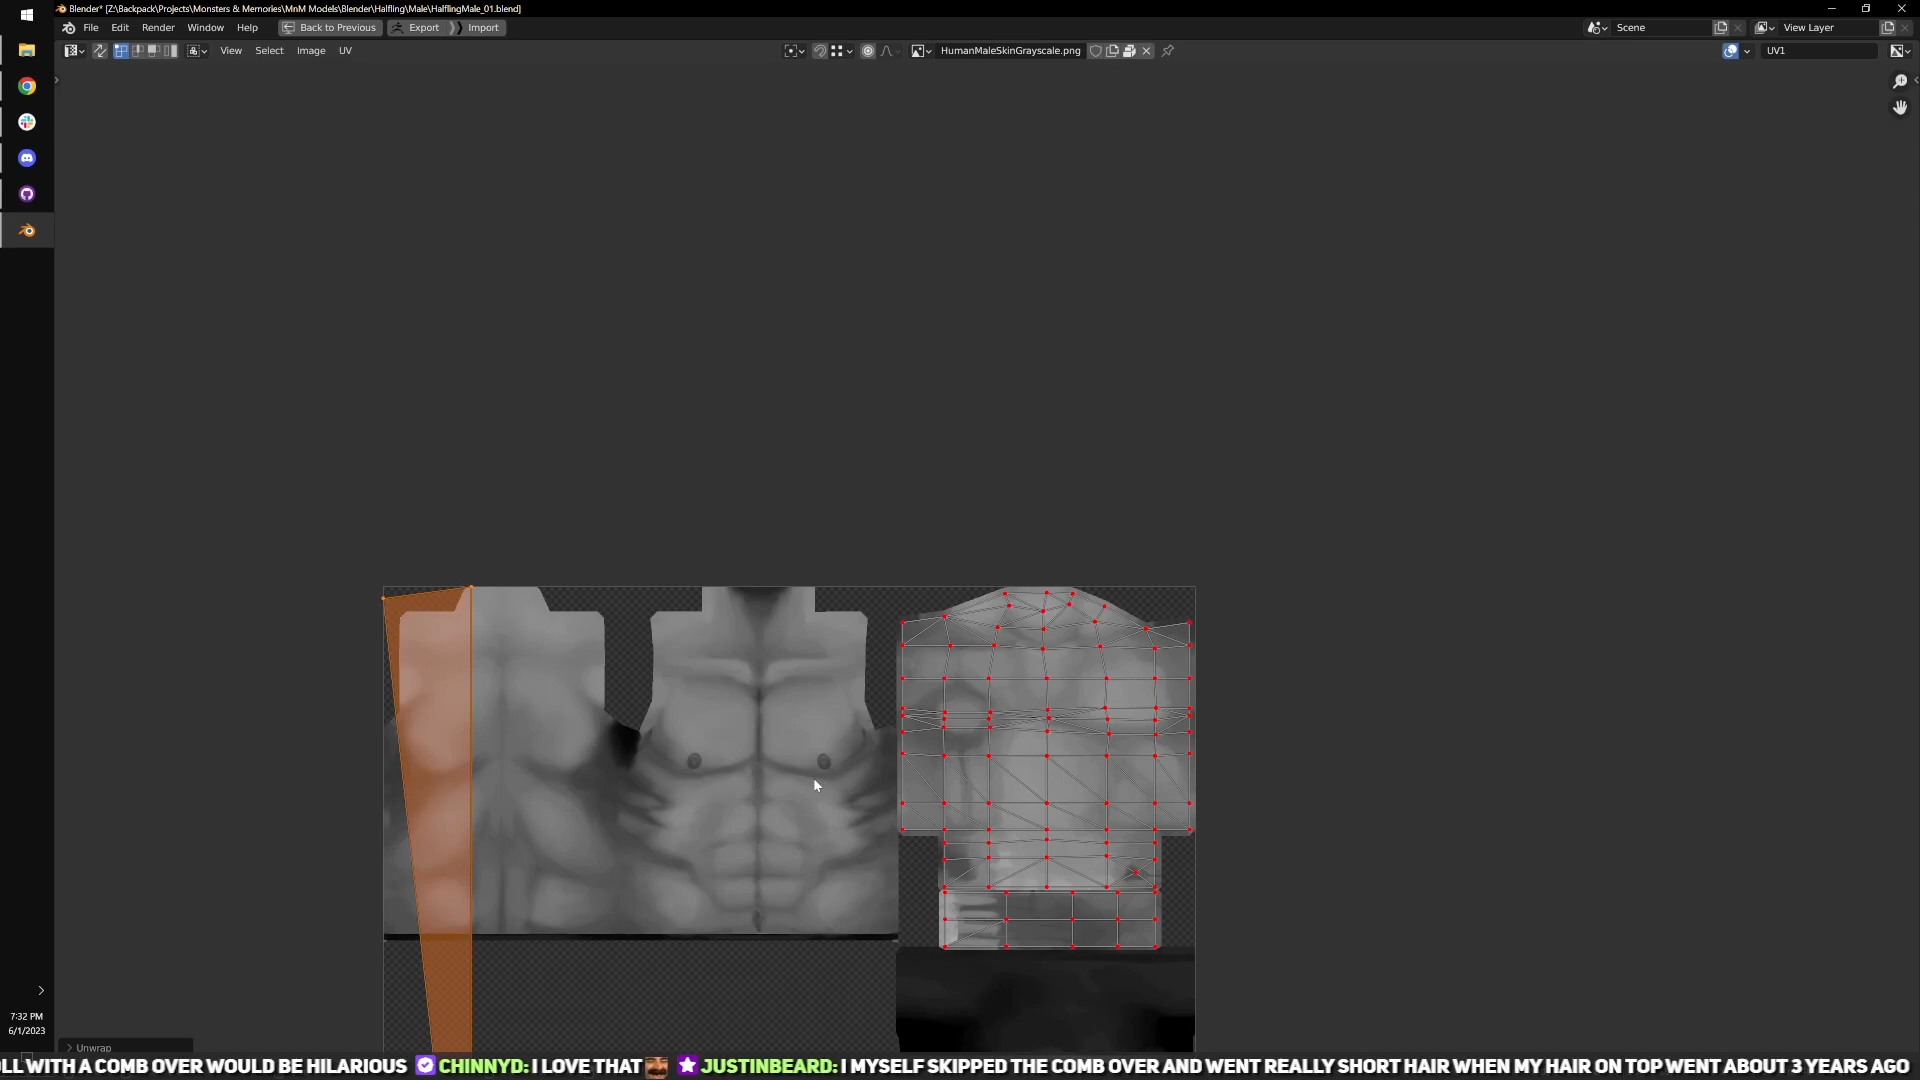 Blender* [Z:\Backpack\Projects\Monsters & Memories\MnM Models\Blender\Halfling\Male\HalflingMale_01.blend]
File Edit Render Window Help Back to Previous Export Import Scene View Layer
View Select Image UV HumanMaleSkinGrayscale.png UV1
7:32 PM
6/1/2023
Unwrap
LL WITH A COMB OVER WOULD BE HILARIOUS CHINNYD: I LOVE THAT JUSTINBEARD: I MYSELF SKIPPED THE COMB OVER AND WENT REALLY SHORT HAIR WHEN MY HAIR ON TOP WENT ABOUT 3 YEARS AGO